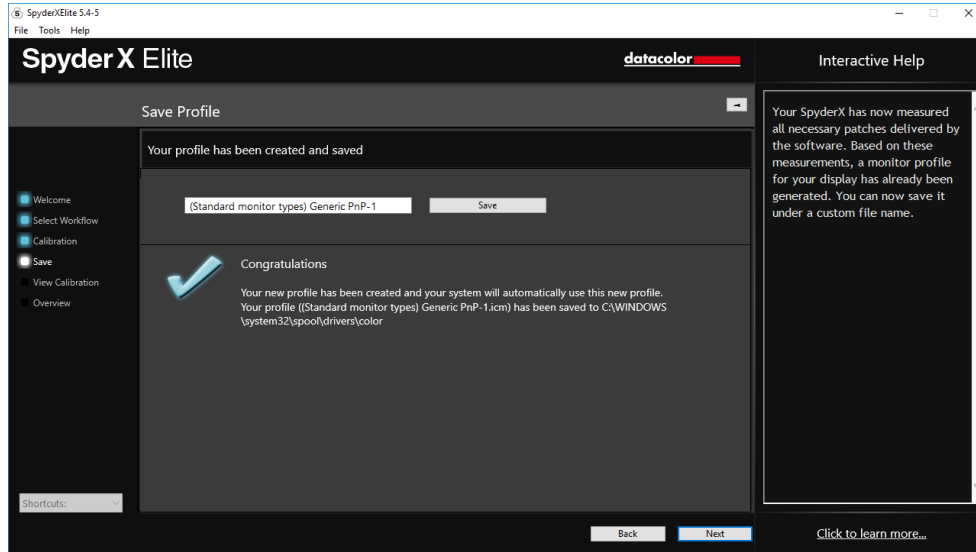 SpyderXElite 5.4-5
File Tools Help
Spyder X Elite
datacolor
Interactive Help
Save Profile
Your profile has been created and saved
Welcome
Select Workflow
Calibration
Save
View Calibration
Overview
(Standard monitor types) Generic PnP-1
Save
Congratulations
Your new profile has been created and your system will automatically use this new profile.
Your profile ((Standard monitor types) Generic PnP-1.icm) has been saved to C:\WINDOWS
\system32\spool\drivers\color
Your SpyderX has now measured
all necessary patches delivered by
the software. Based on these
measurements, a monitor profile
for your display has already been
generated. You can now save it
under a custom file name.
Shortcuts:
Back
Next
Click to learn more...